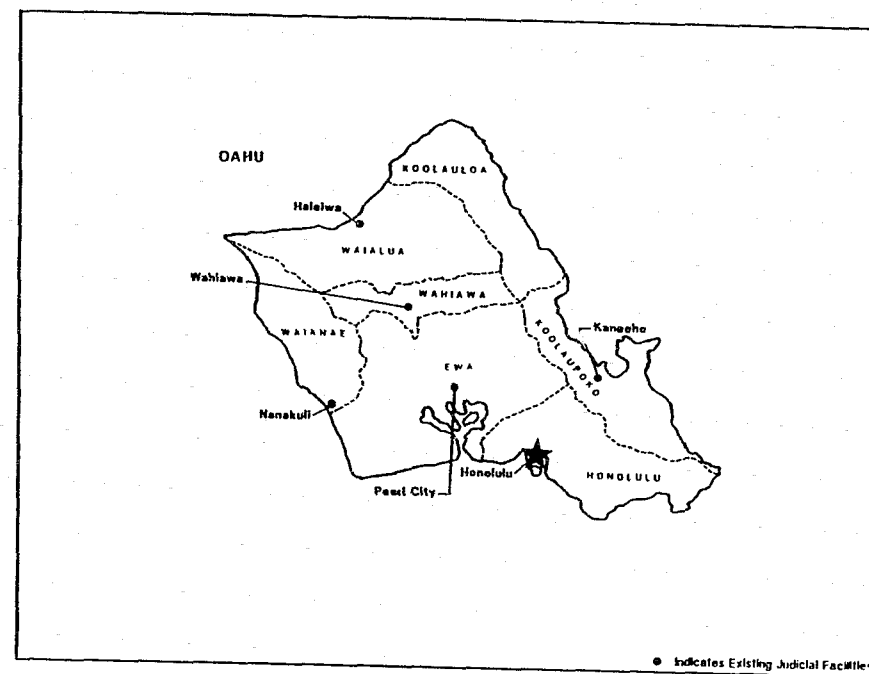 OAHU
KOOLAULOA
Haleiwa
WAIALUA
Wahiawa
WAHIAWA
WAIANAE
KOOLAUPOKO
Kaneohe
EWA
Nanakuli
Honolulu
HONOLULU
Pearl City
Indicates Existing Judicial Facilities